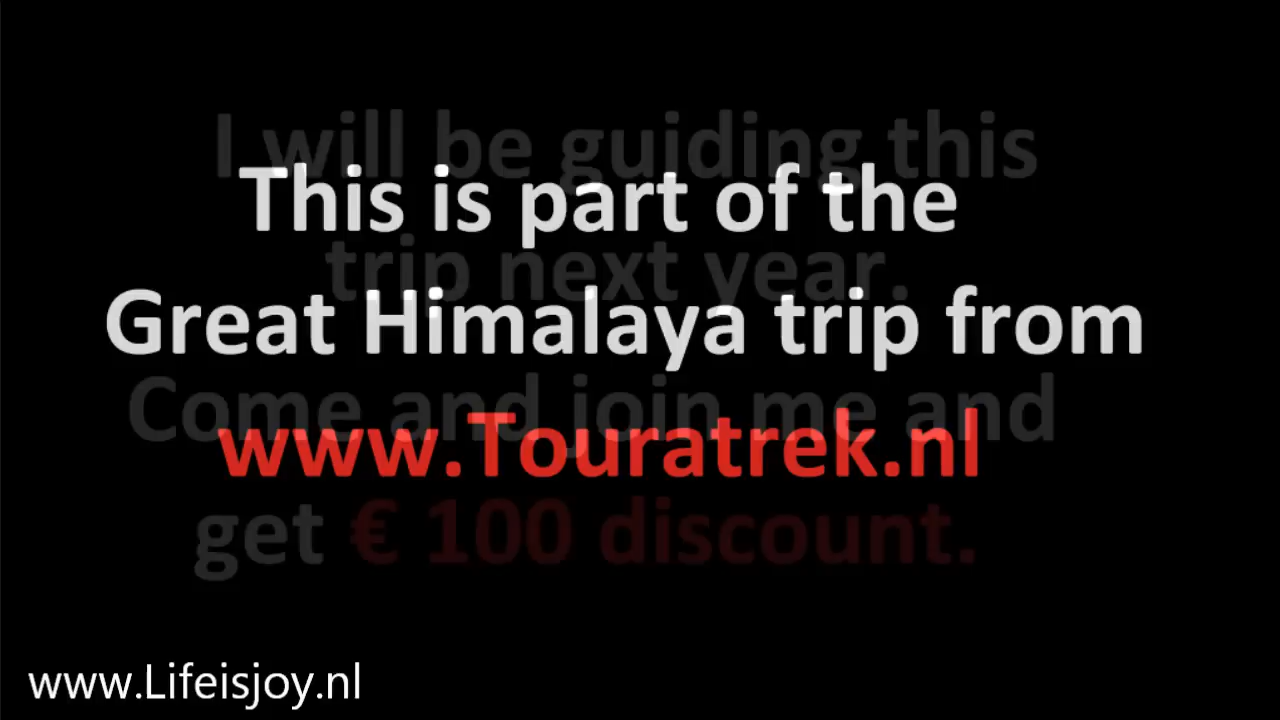 I will be guiding this
This is part of the
trip next year.
Great Himalaya trip from
Come and join me and
www.Touratrek.nl
get € 100 discount.
www.Lifeisjoy.nl